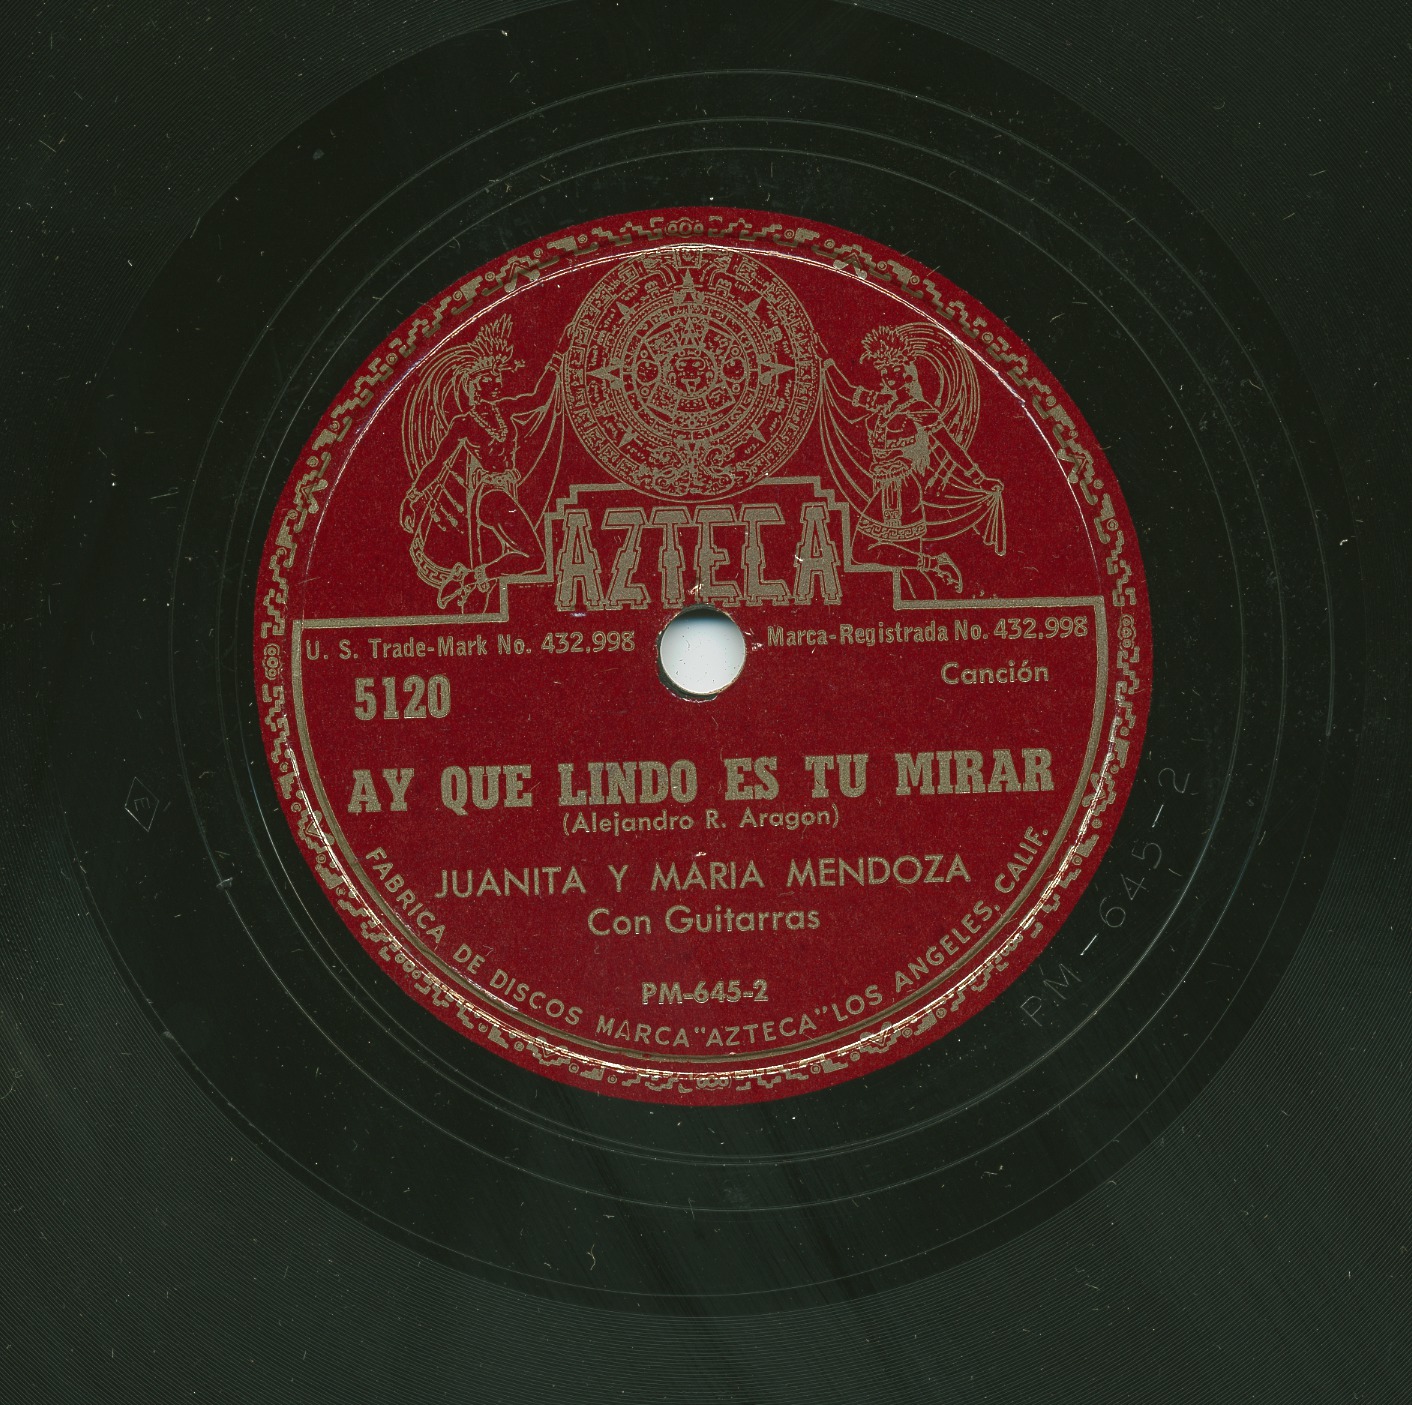 AZTECA
U. S. Trade-Mark No. 432.998
Marca-Registrada No. 432.998
5120
Canción
AY QUE LINDO ES TU MIRAR
(Alejandro R. Aragon)
JUANITA Y MARIA MENDOZA
Con Guitarras
PM-645-2
FABRICA DE DISCOS MARCA "AZTECA" LOS ANGELES, CALIF.
PM-645-2
E